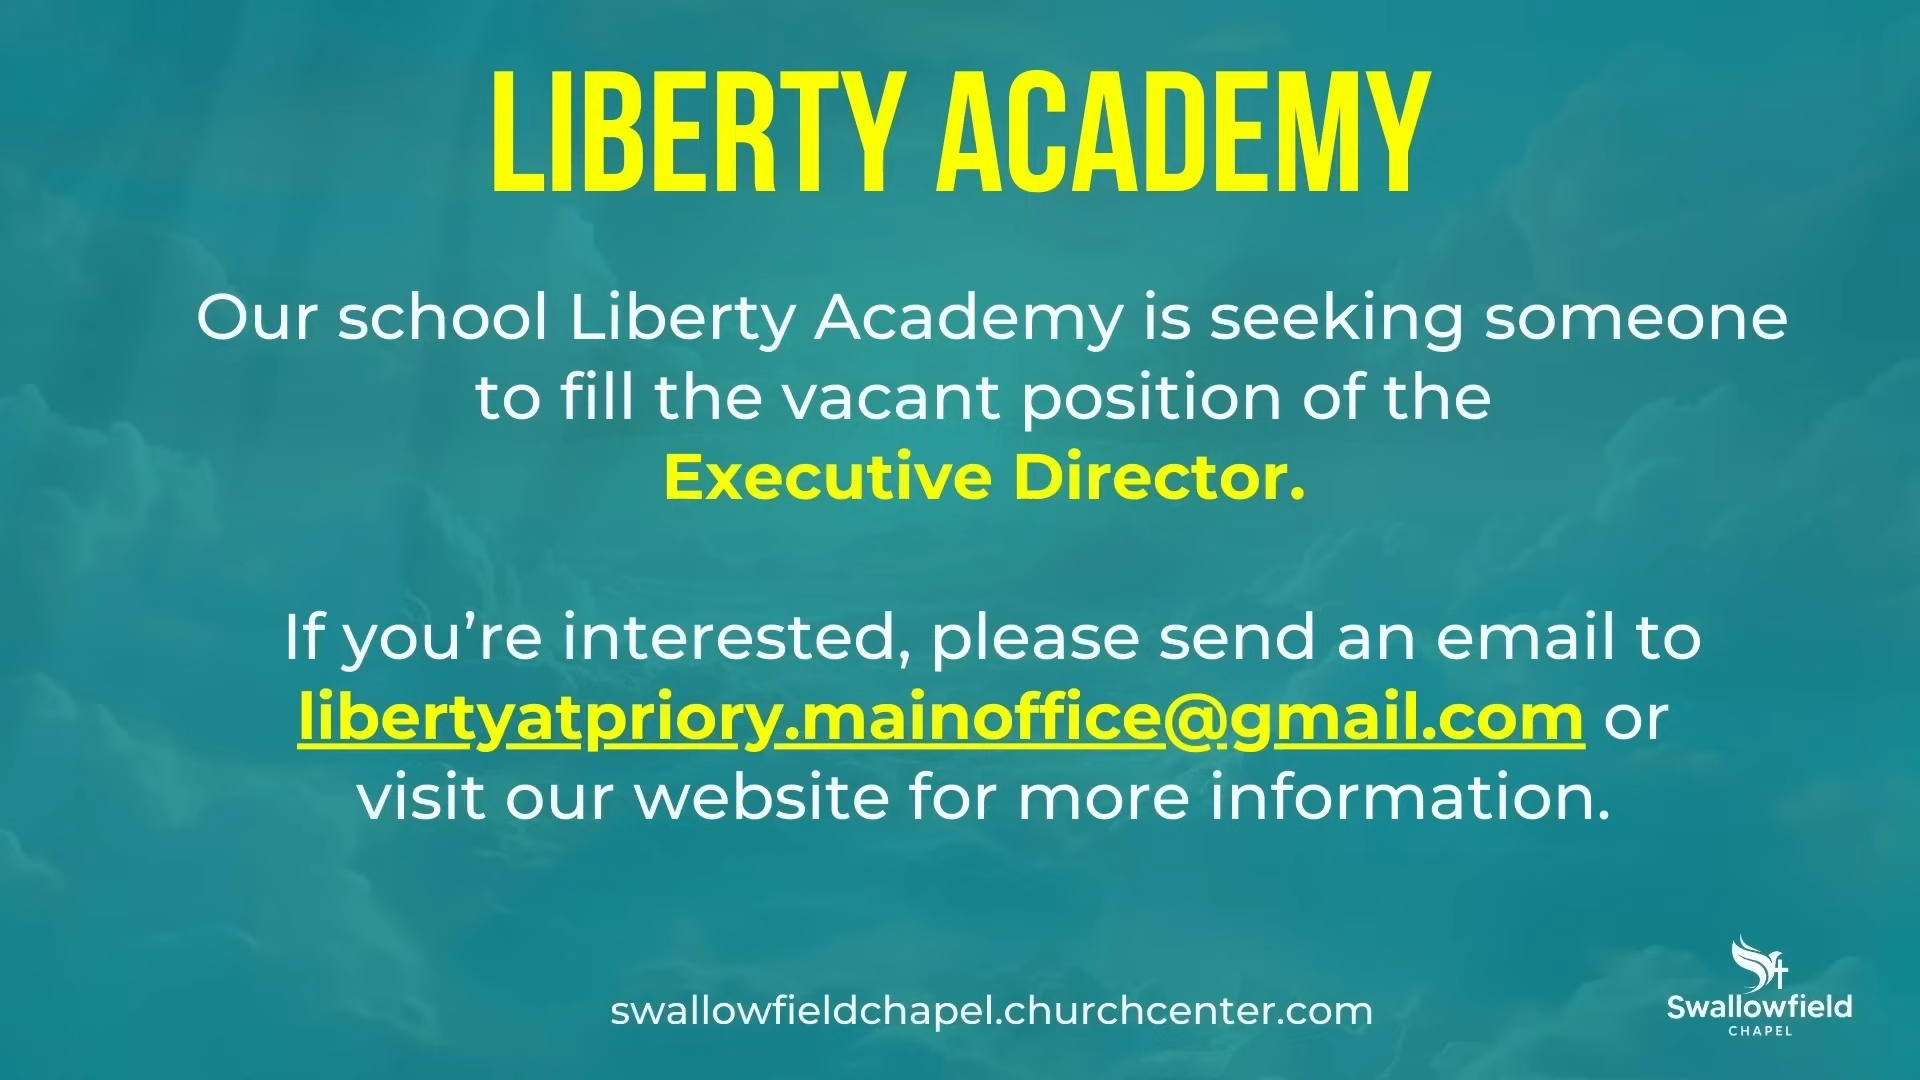 LIBERTY ACADEMY
Our school Liberty Academy is seeking someone
to fill the vacant position of the
Executive Director.
If you’re interested, please send an email to
libertyatpriory.mainoffice@gmail.com or
visit our website for more information.
swallowfieldchapel.churchcenter.com
Swallowfield
CHAPEL